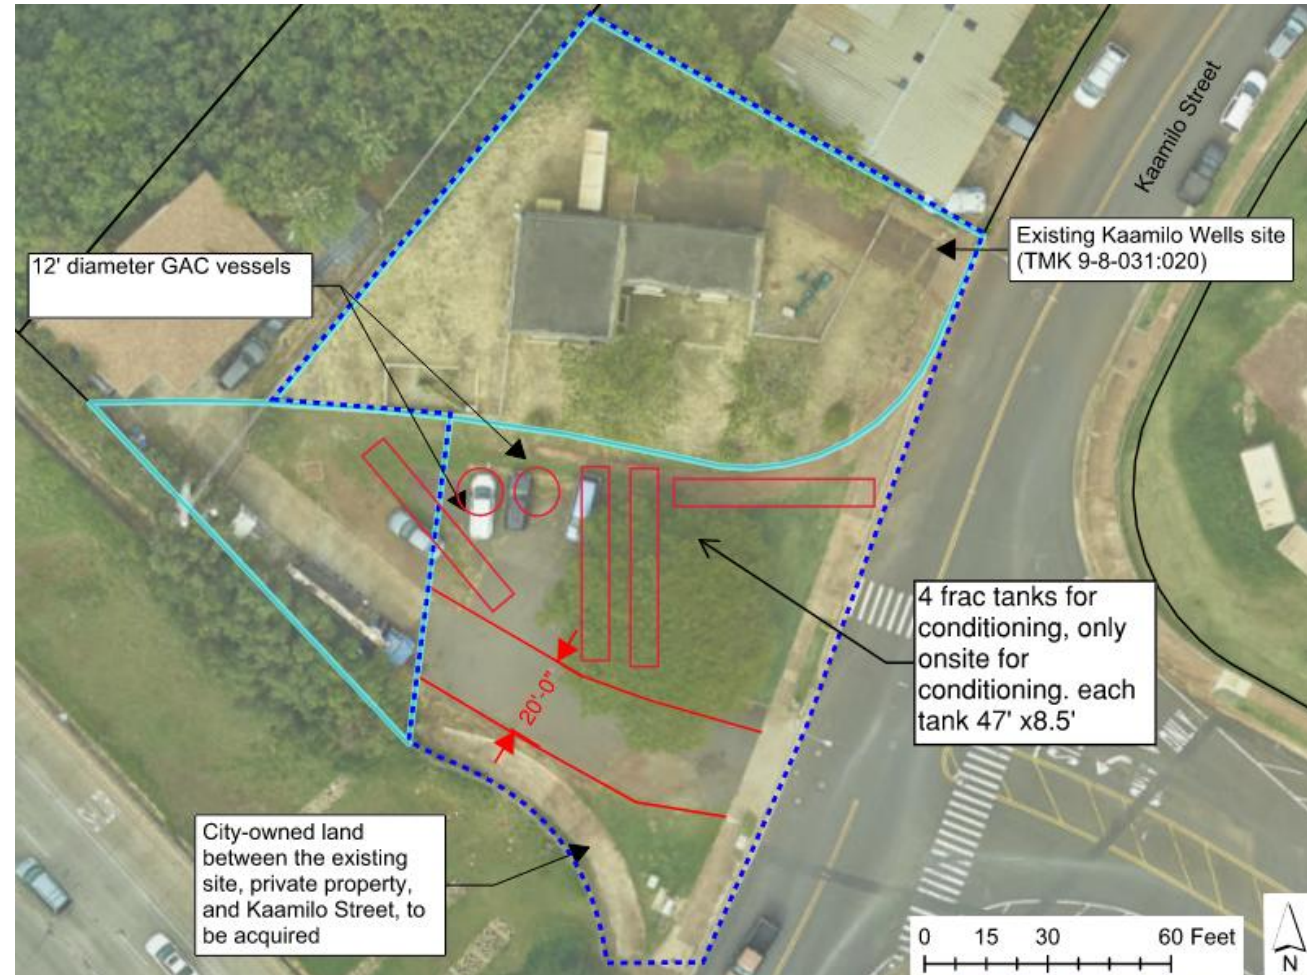 Kaamilo Street
Existing Kaamilo Wells site
(TMK 9-8-031:020)
12' diameter GAC vessels
4 frac tanks for
conditioning, only
onsite for
conditioning. each
tank 47' x8.5'
20'-0"
ONLY
City-owned land
between the existing
site, private property,
and Kaamilo Street, to
be acquired
0 15 30 60 Feet
N